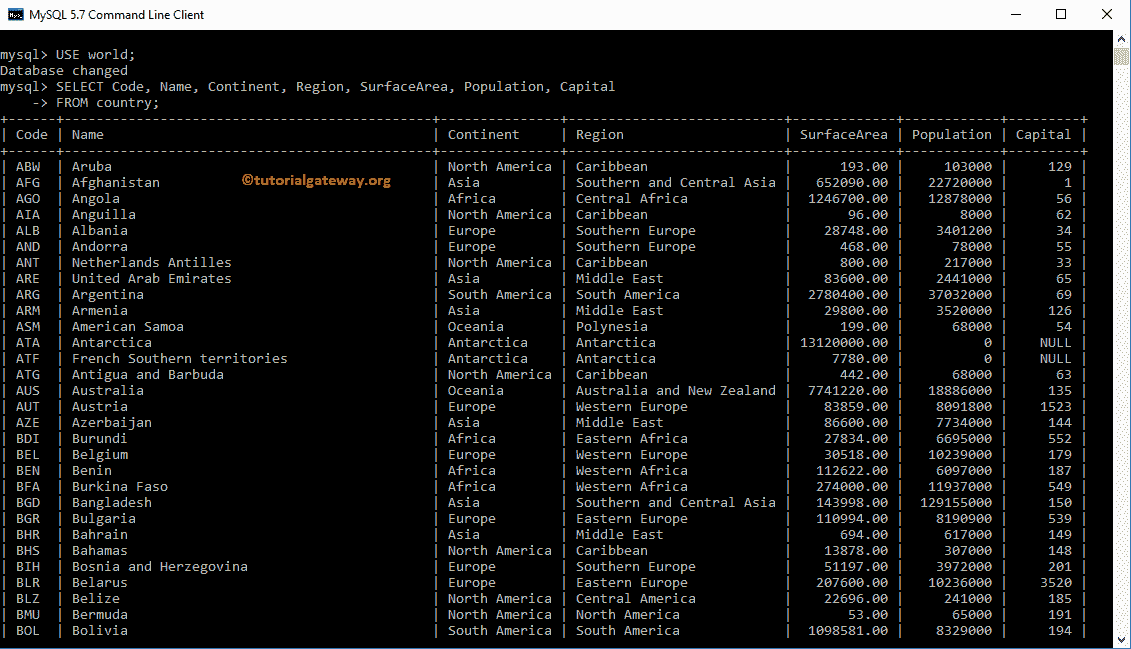 MySQL 5.7 Command Line Client
mysql> USE world;
Database changed
mysql> SELECT Code, Name, Continent, Region, SurfaceArea, Population, Capital
    -> FROM country;
+------+----------------------------------------------+---------------+---------------------------+-------------+------------+---------+
| Code | Name | Continent | Region | SurfaceArea | Population | Capital |
+------+----------------------------------------------+---------------+---------------------------+-------------+------------+---------+
| ABW | Aruba | North America | Caribbean | 193.00 | 103000 | 129 |
| AFG | Afghanistan ©tutorialgateway.org | Asia | Southern and Central Asia | 652090.00 | 22720000 | 1 |
| AGO | Angola | Africa | Central Africa | 1246700.00 | 12878000 | 56 |
| AIA | Anguilla | North America | Caribbean | 96.00 | 8000 | 62 |
| ALB | Albania | Europe | Southern Europe | 28748.00 | 3401200 | 34 |
| AND | Andorra | Europe | Southern Europe | 468.00 | 78000 | 55 |
| ANT | Netherlands Antilles | North America | Caribbean | 800.00 | 217000 | 33 |
| ARE | United Arab Emirates | Asia | Middle East | 83600.00 | 2441000 | 65 |
| ARG | Argentina | South America | South America | 2780400.00 | 37032000 | 69 |
| ARM | Armenia | Asia | Middle East | 29800.00 | 3520000 | 126 |
| ASM | American Samoa | Oceania | Polynesia | 199.00 | 68000 | 54 |
| ATA | Antarctica | Antarctica | Antarctica | 13120000.00 | 0 | NULL |
| ATF | French Southern territories | Antarctica | Antarctica | 7780.00 | 0 | NULL |
| ATG | Antigua and Barbuda | North America | Caribbean | 442.00 | 68000 | 63 |
| AUS | Australia | Oceania | Australia and New Zealand | 7741220.00 | 18886000 | 135 |
| AUT | Austria | Europe | Western Europe | 83859.00 | 8091800 | 1523 |
| AZE | Azerbaijan | Asia | Middle East | 86600.00 | 7734000 | 144 |
| BDI | Burundi | Africa | Eastern Africa | 27834.00 | 6695000 | 552 |
| BEL | Belgium | Europe | Western Europe | 30518.00 | 10239000 | 179 |
| BEN | Benin | Africa | Western Africa | 112622.00 | 6097000 | 187 |
| BFA | Burkina Faso | Africa | Western Africa | 274000.00 | 11937000 | 549 |
| BGD | Bangladesh | Asia | Southern and Central Asia | 143998.00 | 129155000 | 150 |
| BGR | Bulgaria | Europe | Eastern Europe | 110994.00 | 8190900 | 539 |
| BHR | Bahrain | Asia | Middle East | 694.00 | 617000 | 149 |
| BHS | Bahamas | North America | Caribbean | 13878.00 | 307000 | 148 |
| BIH | Bosnia and Herzegovina | Europe | Southern Europe | 51197.00 | 3972000 | 201 |
| BLR | Belarus | Europe | Eastern Europe | 207600.00 | 10236000 | 3520 |
| BLZ | Belize | North America | Central America | 22696.00 | 241000 | 185 |
| BMU | Bermuda | North America | North America | 53.00 | 65000 | 191 |
| BOL | Bolivia | South America | South America | 1098581.00 | 8329000 | 194 |